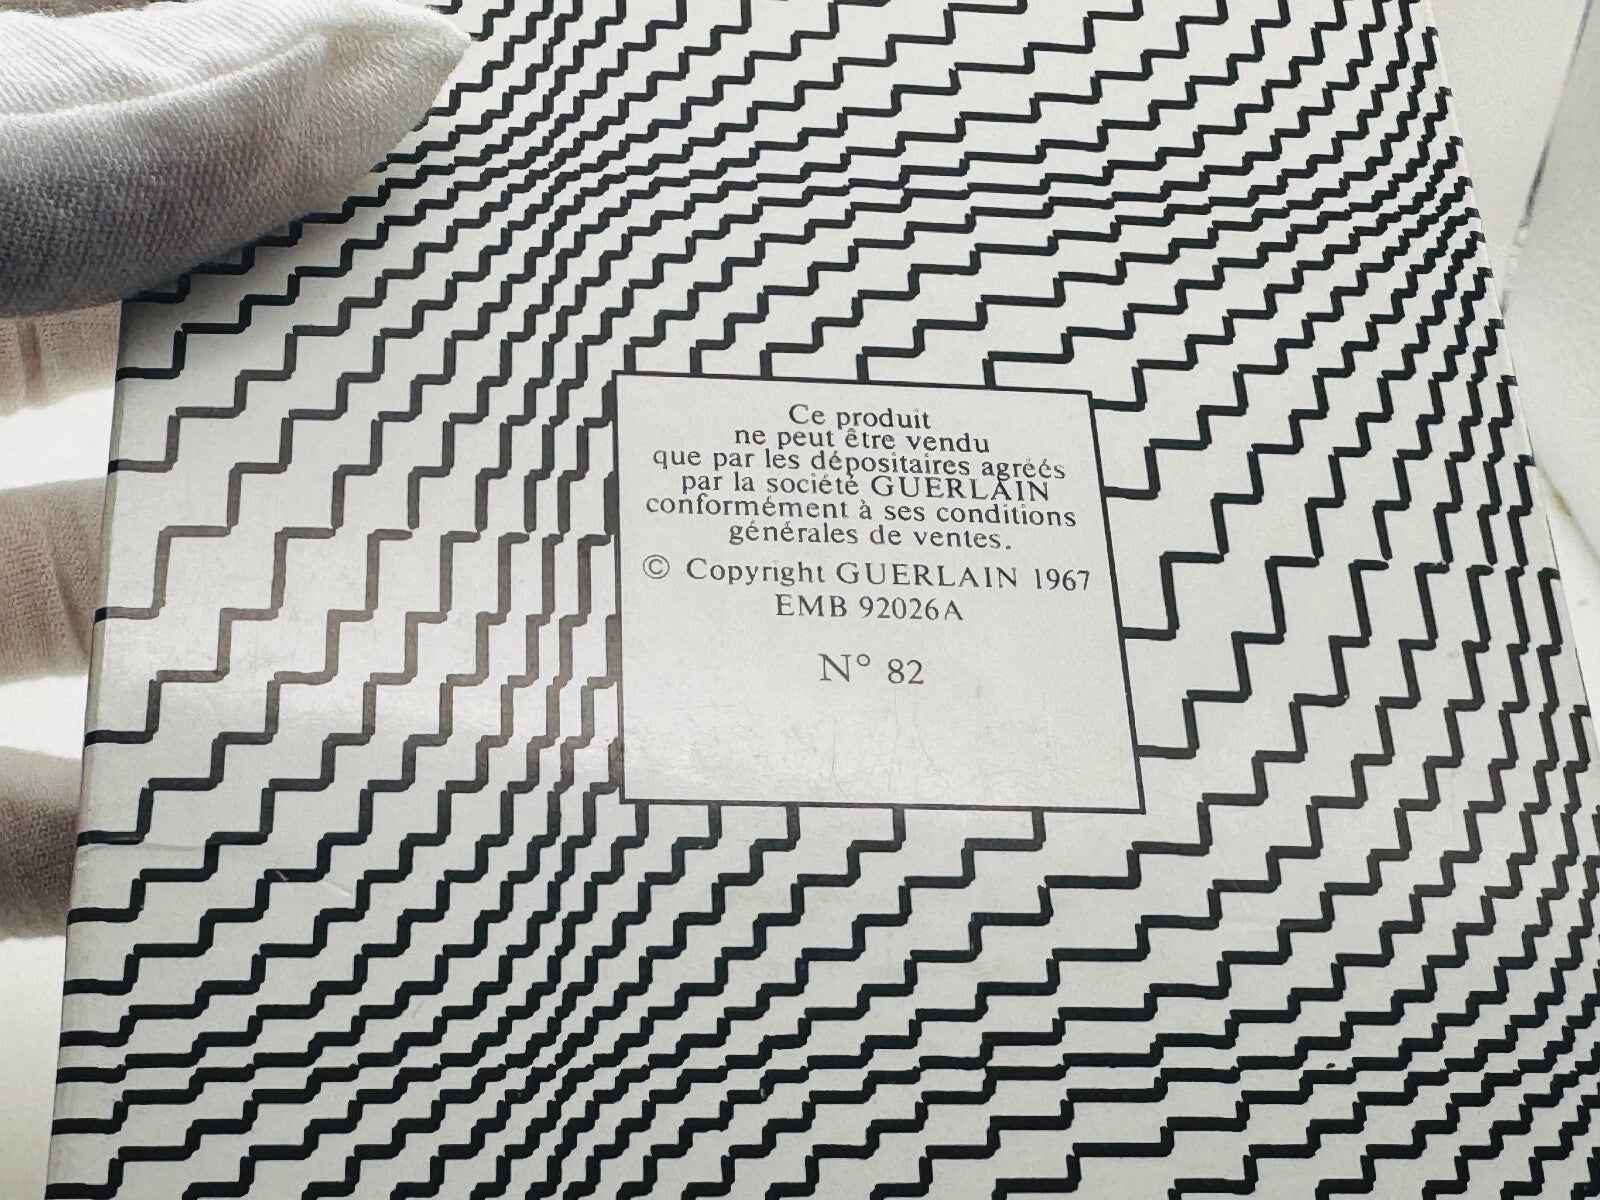 Ce produit
ne peut être vendu
que par les dépositaires agréés
par la société GUERLAIN
conformément à ses conditions
générales de ventes.
© Copyright GUERLAIN 1967
EMB 92026A
N° 82